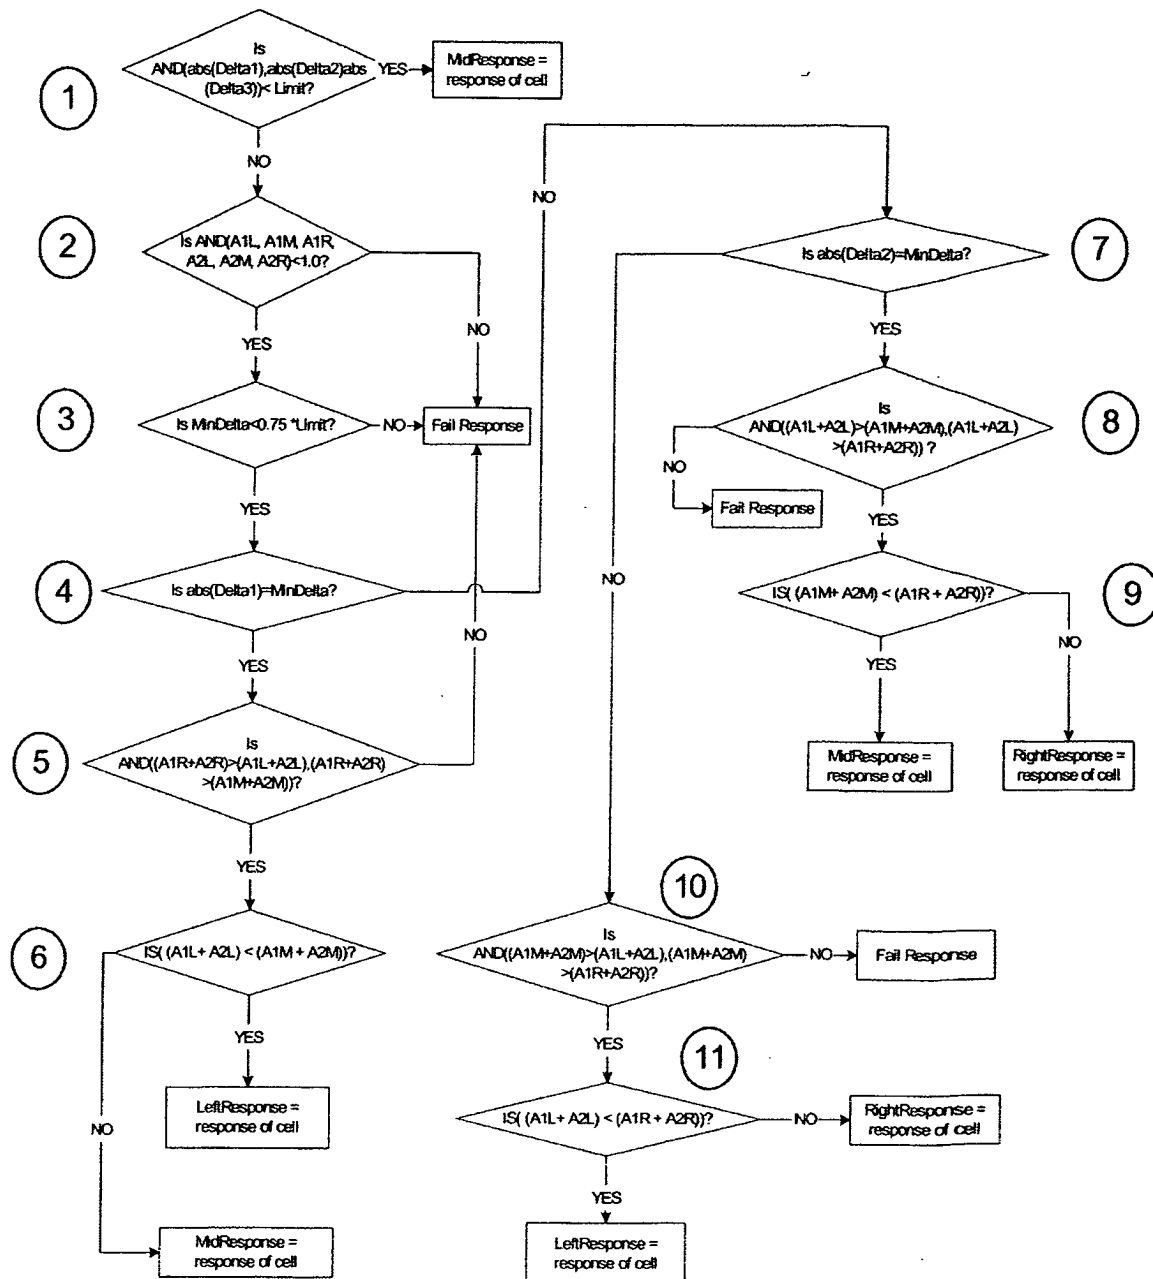 Is
AND(abs(Delta1),abs(Delta2)abs
(Delta3))< Limit?
YES
MidResponse =
response of cell
1
NO
2
Is AND(A1L, A1M, A1R,
A2L, A2M, A2R)<1.0?
NO
YES
3
Is MinDelta<0.75 *Limit?
NO
Fail Response
YES
4
Is abs(Delta1)=MinDelta?
NO
NO
YES
5
Is
AND((A1R+A2R)>(A1L+A2L),(A1R+A2R)
>(A1M+A2M))?
YES
6
IS( (A1L+ A2L) < (A1M + A2M))?
YES
NO
LeftResponse =
response of cell
MidResponse =
response of cell
7
Is abs(Delta2)=MinDelta?
YES
NO
8
Is
AND((A1L+A2L)>(A1M+A2M),(A1L+A2L)
>(A1R+A2R)) ?
NO
Fail Response
YES
9
IS( (A1M+ A2M) < (A1R + A2R))?
YES
NO
MidResponse =
response of cell
RightResponse =
response of cell
10
Is
AND((A1M+A2M)>(A1L+A2L),(A1M+A2M)
>(A1R+A2R))?
NO
Fail Response
YES
11
IS( (A1L+ A2L) < (A1R + A2R))?
NO
RightResponse =
response of cell
YES
LeftResponse =
response of cell